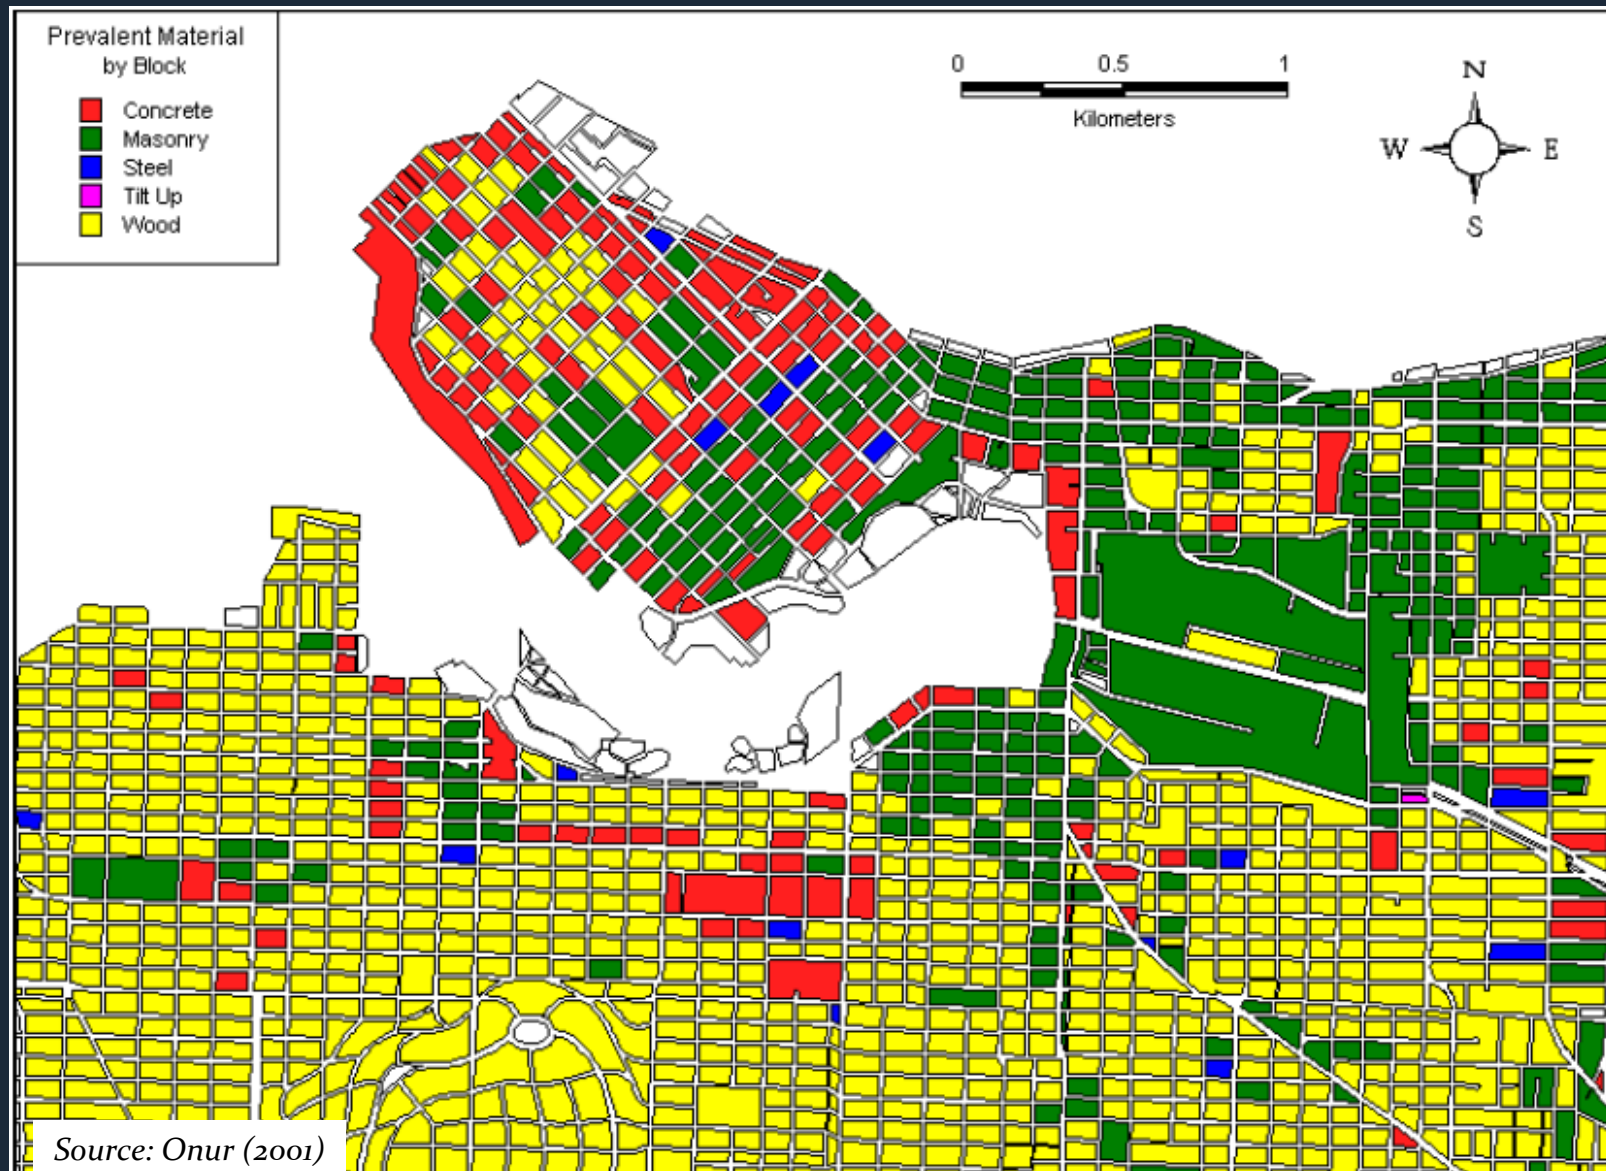 Prevalent Material
by Block
Concrete
Masonry
Steel
Tilt Up
Wood
0 0.5 1
Kilometers
N
W E
S
Source: Onur (2001)